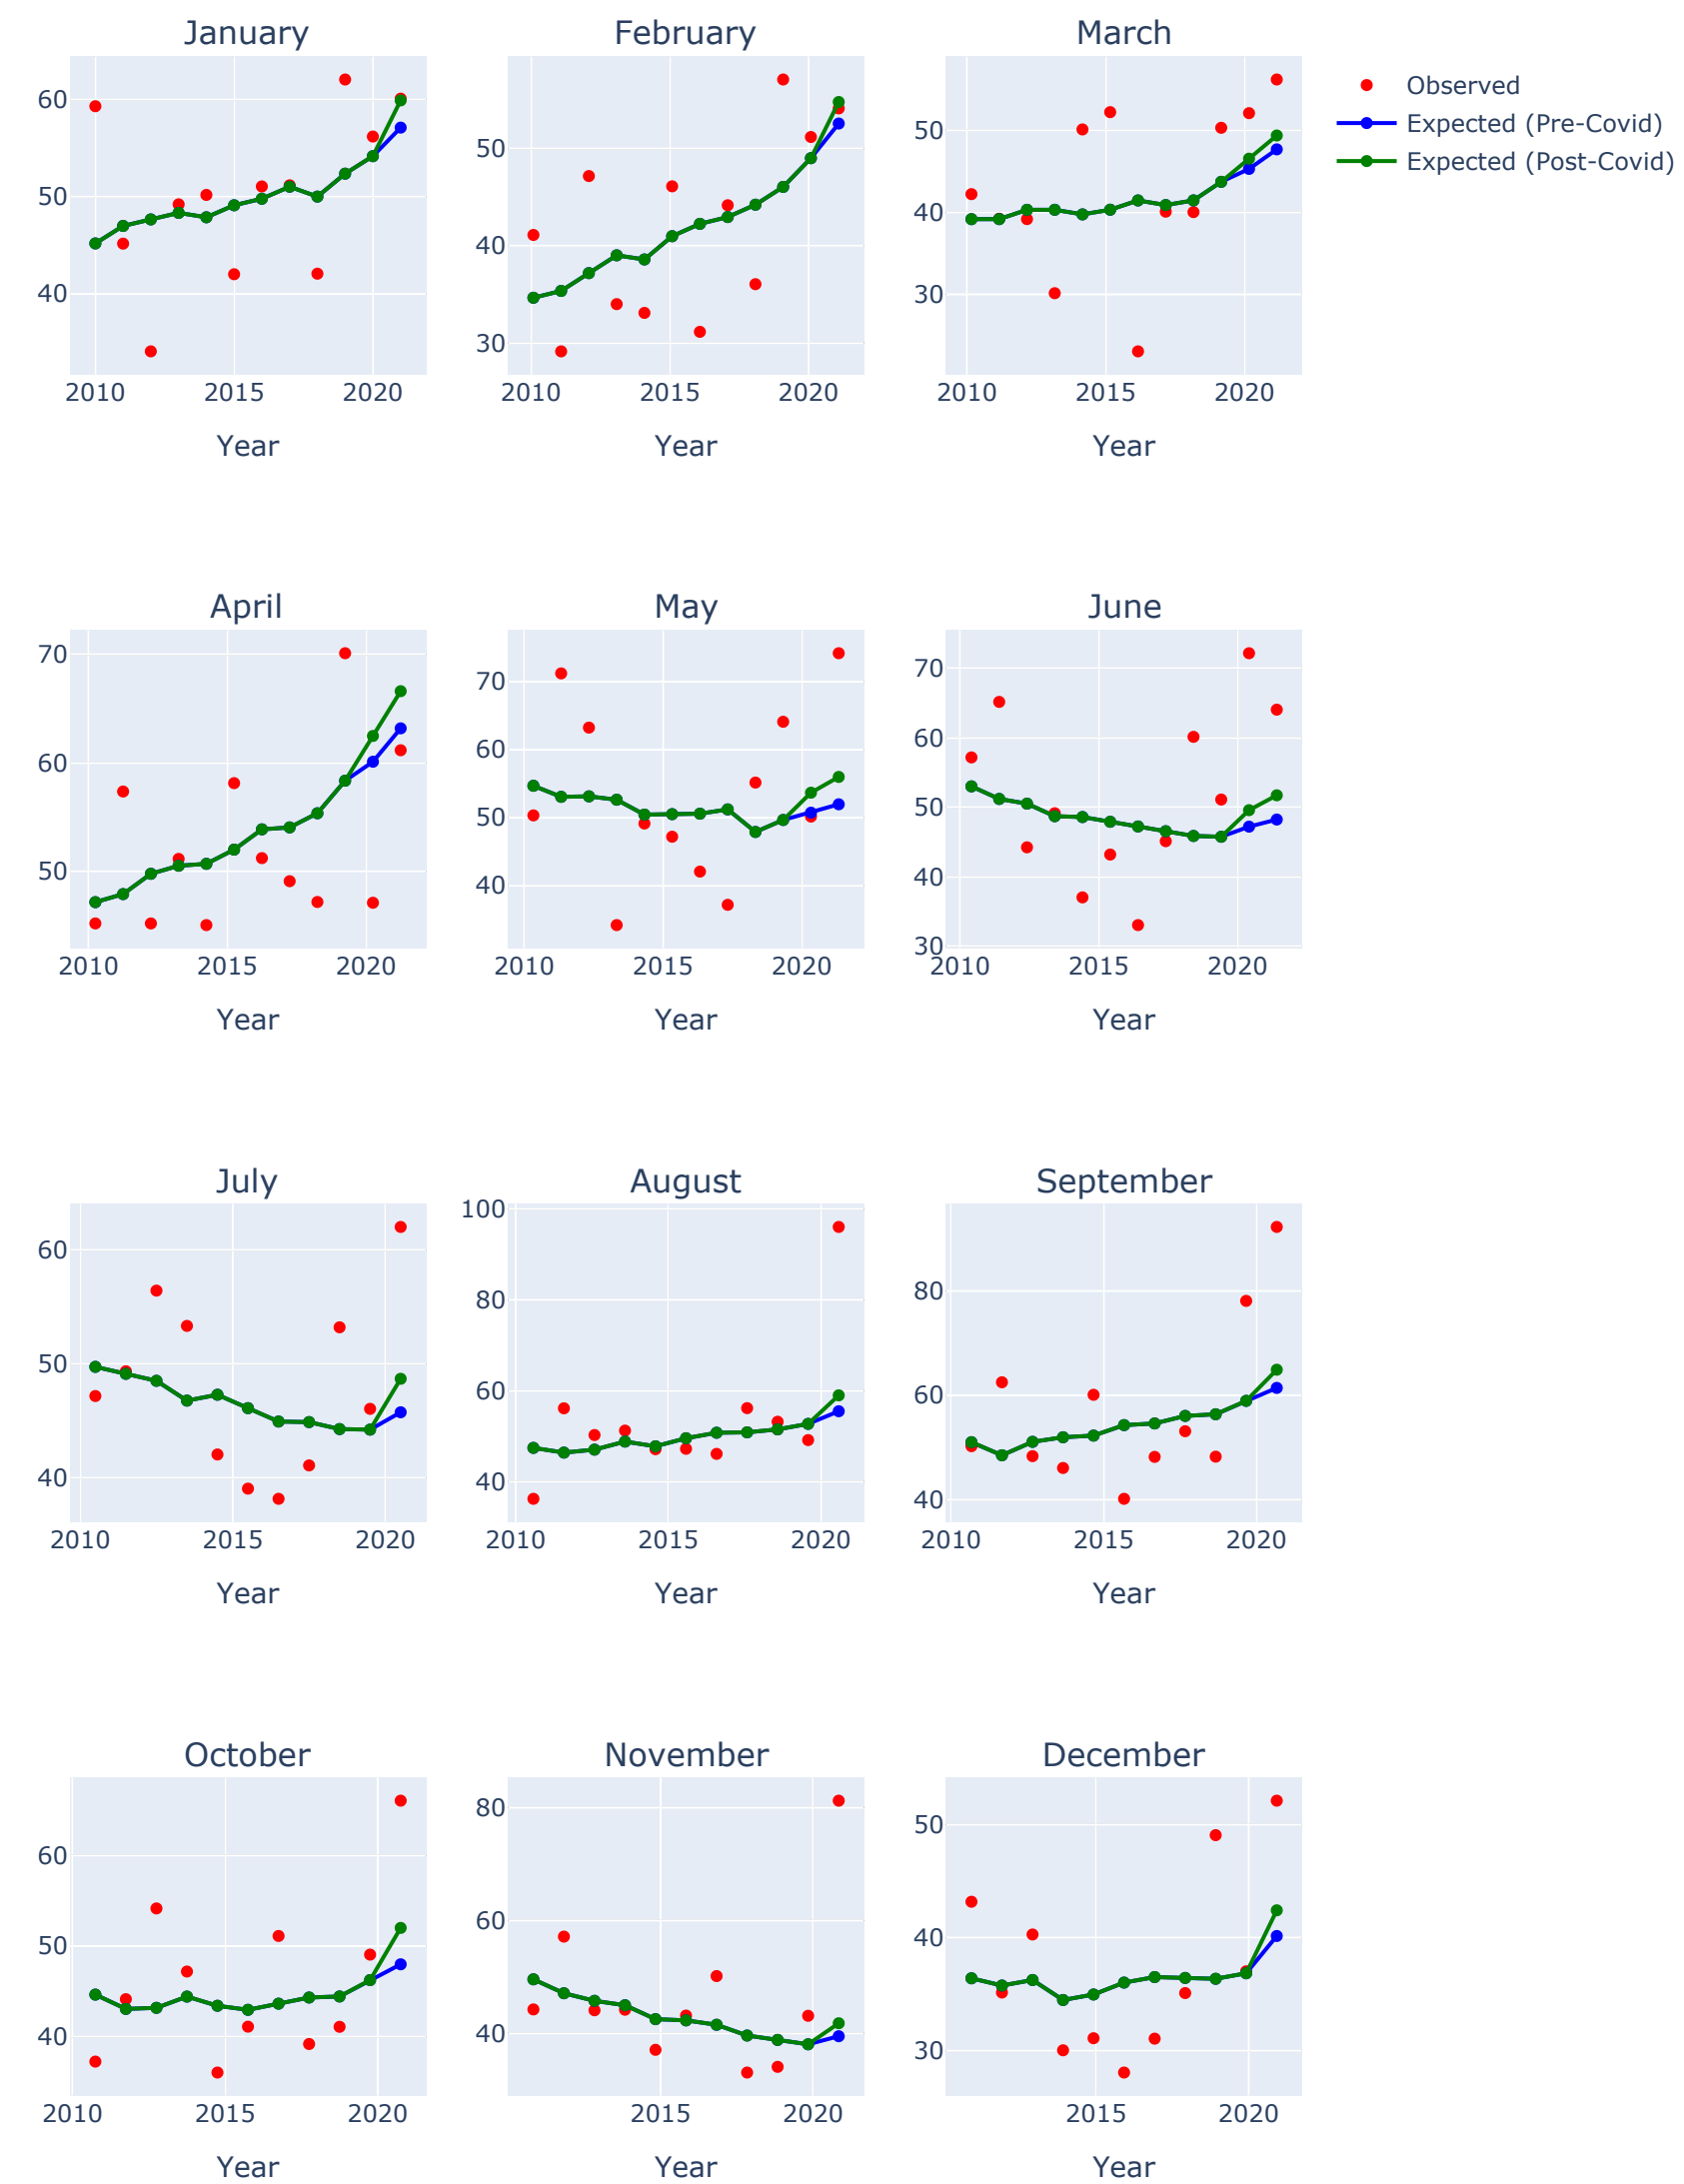 January February March
60
50
40
2010 2015 2020
Year
50
40
30
2010 2015 2020
Year
50
40
30
2010 2015 2020
Year
Observed
Expected (Pre-Covid)
Expected (Post-Covid)
April May June
70
60
50
2010 2015 2020
Year
70
60
50
40
2010 2015 2020
Year
70
60
50
40
30
2010 2015 2020
Year
July August September
60
50
40
2010 2015 2020
Year
100
80
60
40
2010 2015 2020
Year
80
60
40
2010 2015 2020
Year
October November December
60
50
40
2010 2015 2020
Year
80
60
40
2015 2020
Year
50
40
30
2015 2020
Year